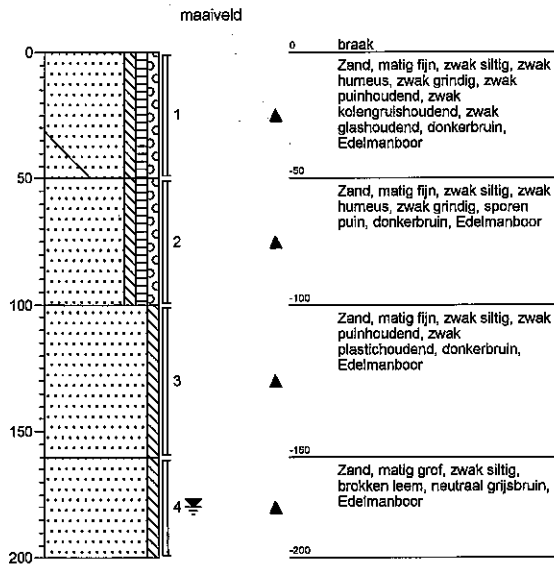 maaiveld
0
0
braak
Zand, matig fijn, zwak siltig, zwak
humeus, zwak grindig, zwak
puinhoudend, zwak
kolengruishoudend, zwak
glashoudend, donkerbruin,
Edelmanboor
1
50
-50
Zand, matig fijn, zwak siltig, zwak
humeus, zwak grindig, sporen
puin, donkerbruin, Edelmanboor
2
100
-100
Zand, matig fijn, zwak siltig, zwak
puinhoudend, zwak
plastichoudend, donkerbruin,
Edelmanboor
3
150
-160
Zand, matig grof, zwak siltig,
brokken leem, neutraal grijsbruin,
Edelmanboor
4
200
-200